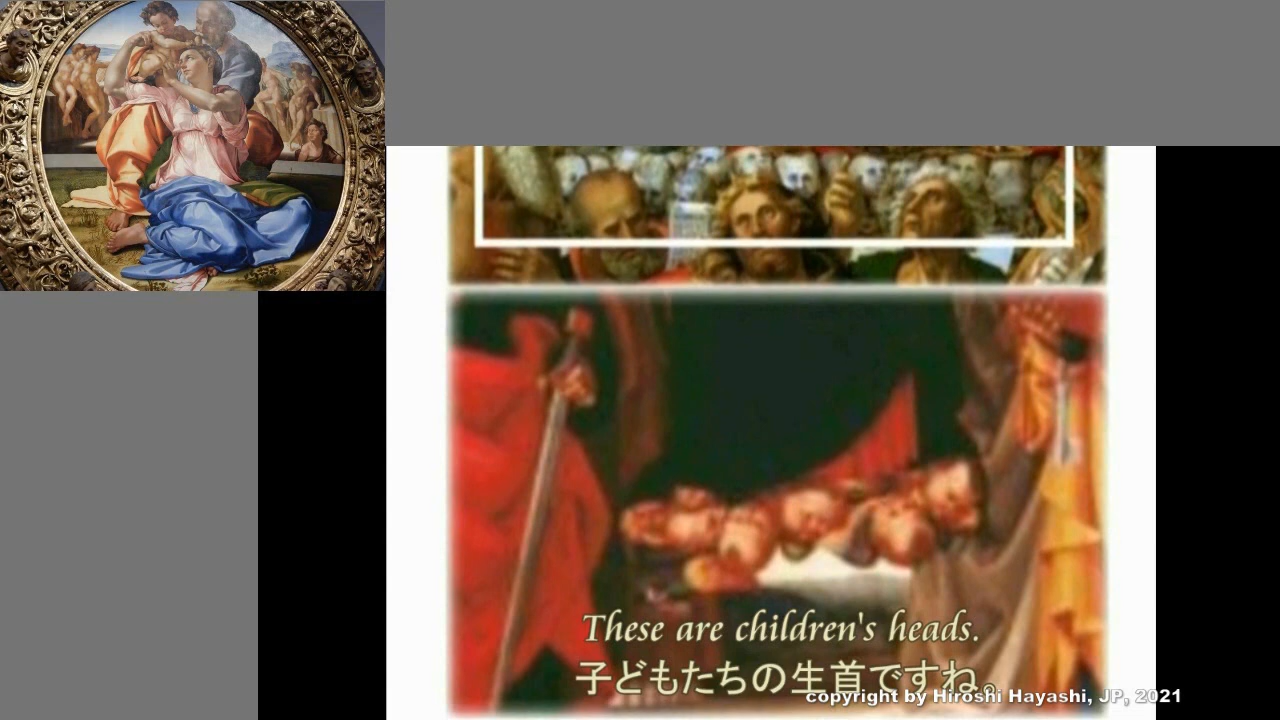 These are children's heads.
子どもたちの生首ですね。
copyright by Hiroshi Hayashi, JP, 2021